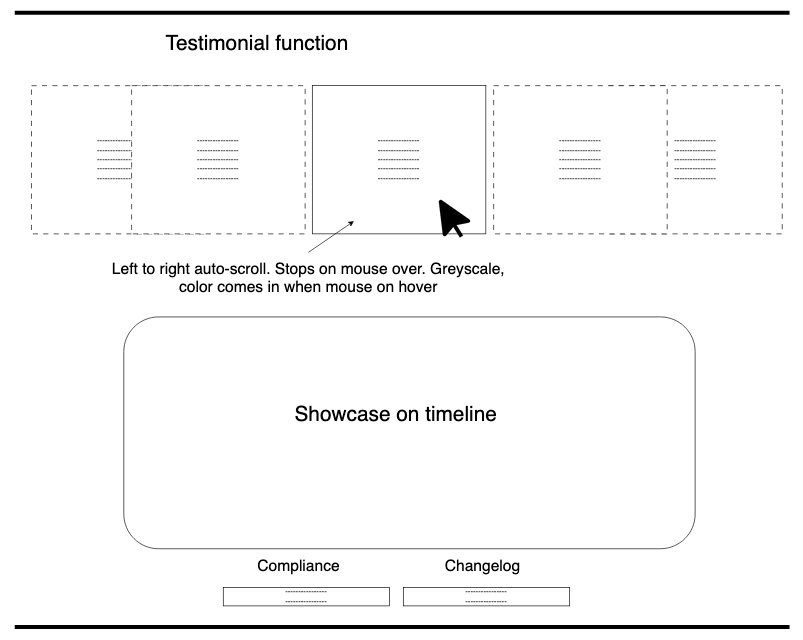 Testimonial function
Left to right auto-scroll. Stops on mouse over. Greyscale,
color comes in when mouse on hover
Showcase on timeline
Compliance
Changelog